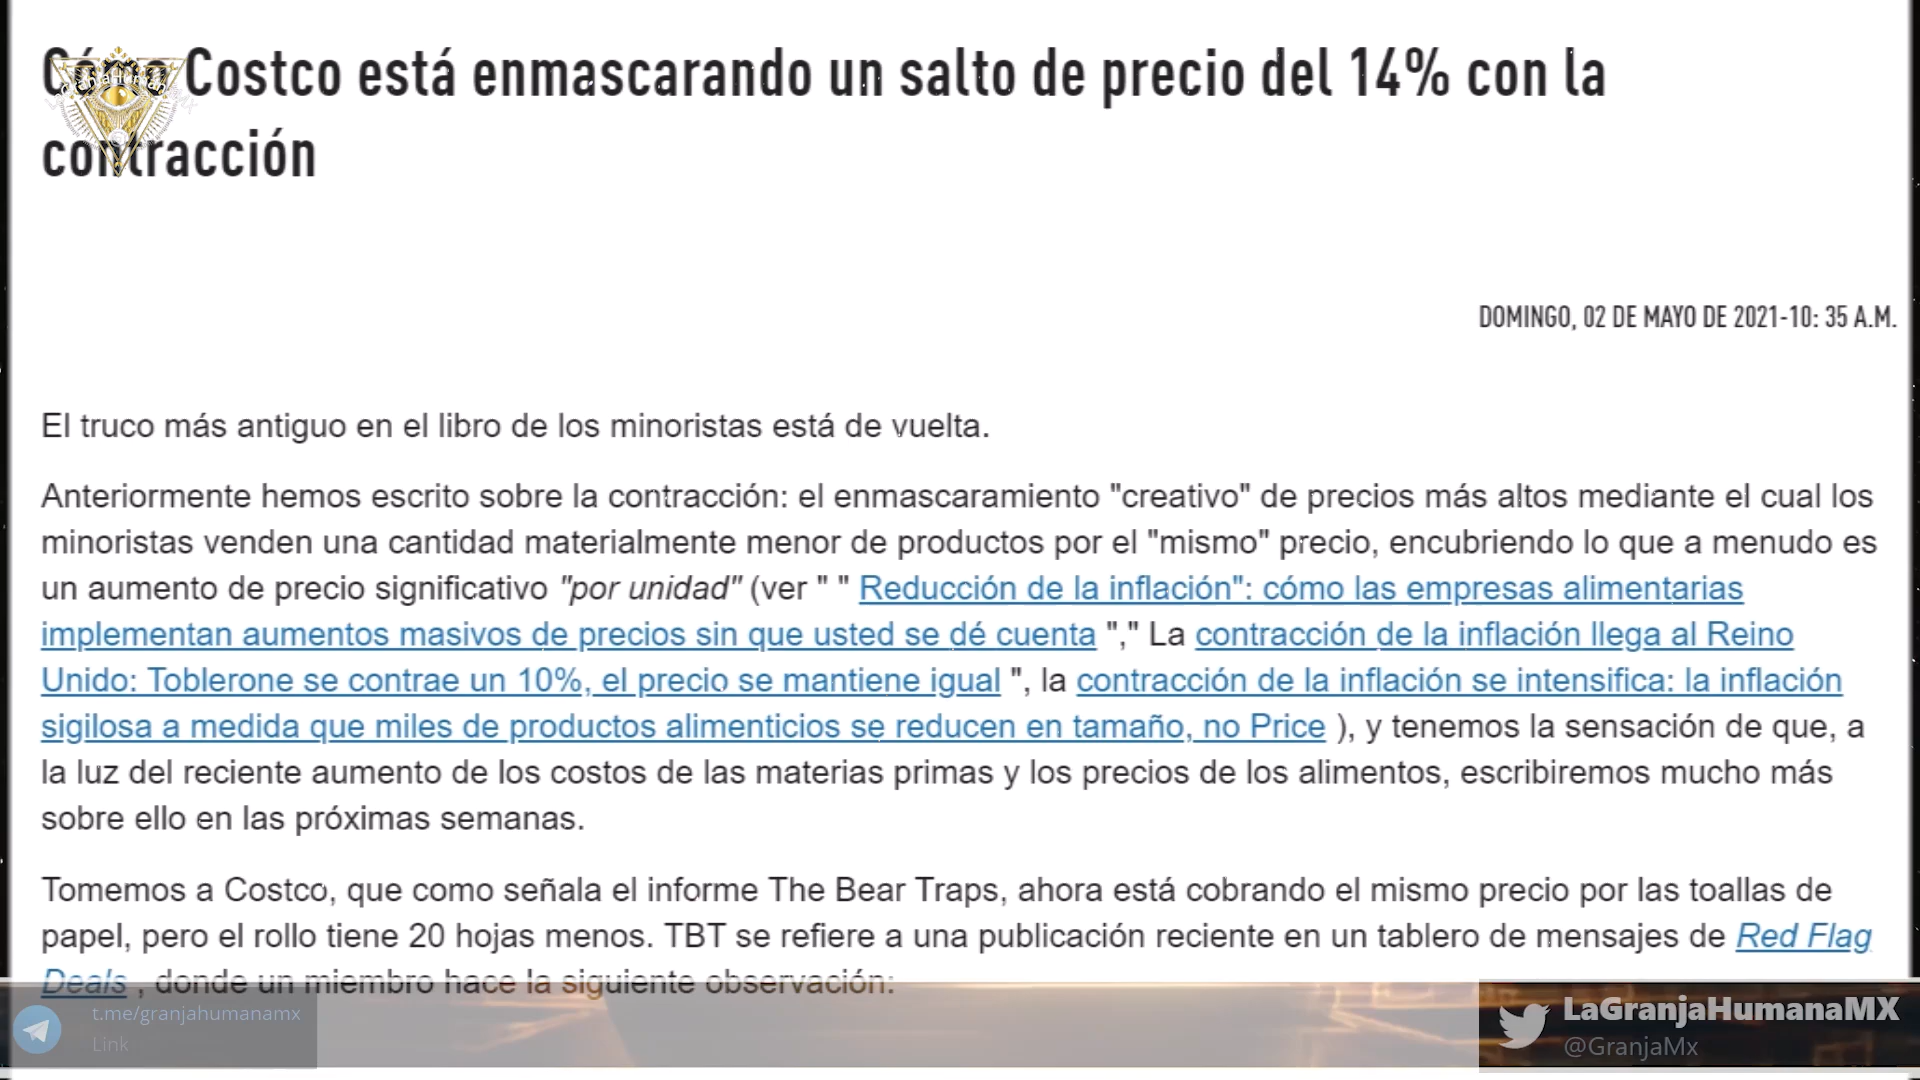 Cómo Costco está enmascarando un salto de precio del 14% con la
contracción
DOMINGO, 02 DE MAYO DE 2021-10: 35 A.M.
El truco más antiguo en el libro de los minoristas está de vuelta.
Anteriormente hemos escrito sobre la contracción: el enmascaramiento "creativo" de precios más altos mediante el cual los
minoristas venden una cantidad materialmente menor de productos por el "mismo" precio, encubriendo lo que a menudo es
un aumento de precio significativo "por unidad" (ver " " Reducción de la inflación": cómo las empresas alimentarias
implementan aumentos masivos de precios sin que usted se dé cuenta "," La contracción de la inflación llega al Reino
Unido: Toblerone se contrae un 10%, el precio se mantiene igual ", la contracción de la inflación se intensifica: la inflación
sigilosa a medida que miles de productos alimenticios se reducen en tamaño, no Price ), y tenemos la sensación de que, a
la luz del reciente aumento de los costos de las materias primas y los precios de los alimentos, escribiremos mucho más
sobre ello en las próximas semanas.
Tomemos a Costco, que como señala el informe The Bear Traps, ahora está cobrando el mismo precio por las toallas de
papel, pero el rollo tiene 20 hojas menos. TBT se refiere a una publicación reciente en un tablero de mensajes de Red Flag
Deals , donde un miembro hace la siguiente observación:
t.me/granjahumanamx
Link
LaGranjaHumanaMX
@GranjaMx